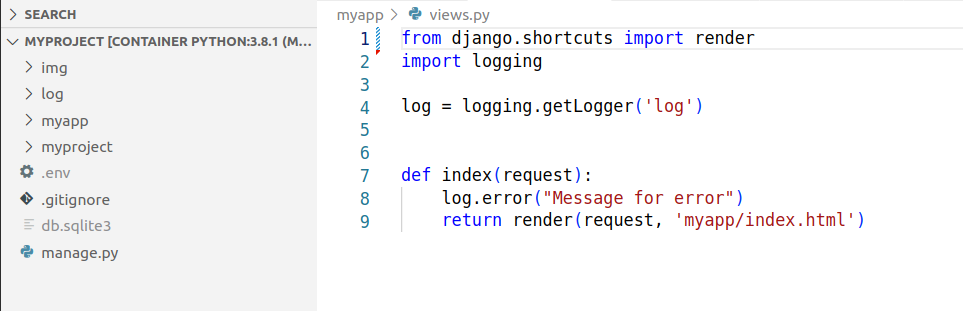 SEARCH
MYPROJECT [CONTAINER PYTHON:3.8.1 (M...
img
log
myapp
myproject
.env
.gitignore
db.sqlite3
manage.py
myapp > views.py
1 from django.shortcuts import render
2 import logging
3
4 log = logging.getLogger('log')
5
6
7 def index(request):
8     log.error("Message for error")
9     return render(request, 'myapp/index.html')